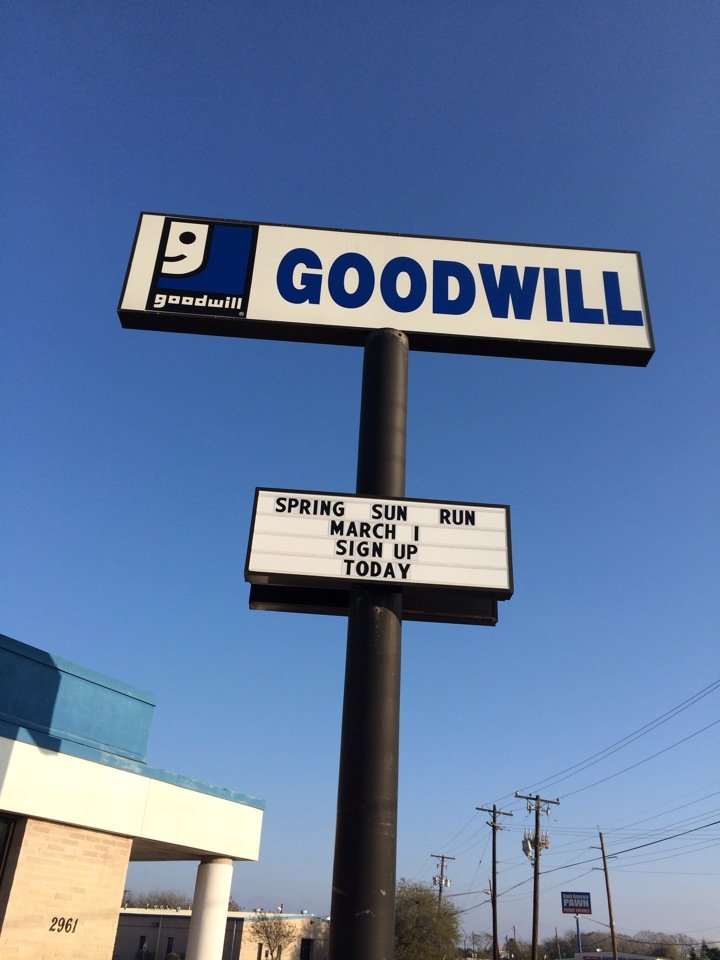 goodwill
GOODWILL
SPRING SUN RUN
MARCH 1
SIGN UP
TODAY
2961
PAWN